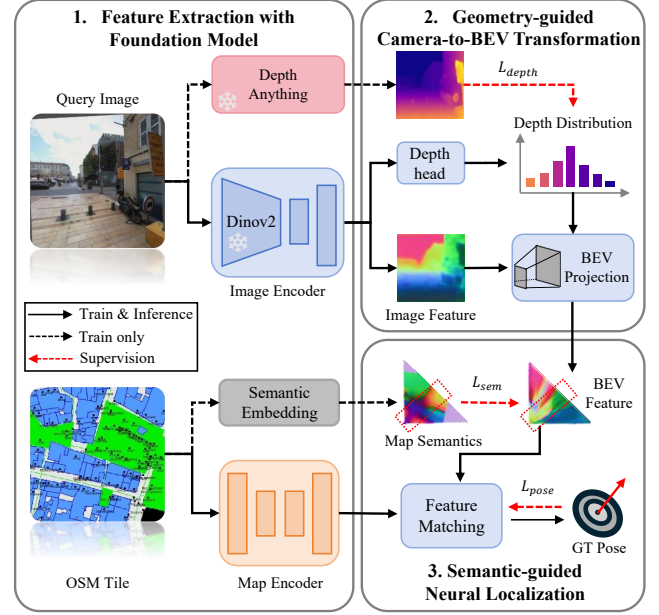 1. Feature Extraction with
Foundation Model
Query Image
Depth
Anything
Dinov2
Image Encoder
Train & Inference
Train only
Supervision
Semantic
Embedding
OSM Tile
Map Encoder
2. Geometry-guided
Camera-to-BEV Transformation
L_depth
Depth Distribution
Depth
head
BEV
Projection
Image Feature
L_sem
BEV
Feature
Map Semantics
Feature
Matching
L_pose
GT Pose
3. Semantic-guided
Neural Localization